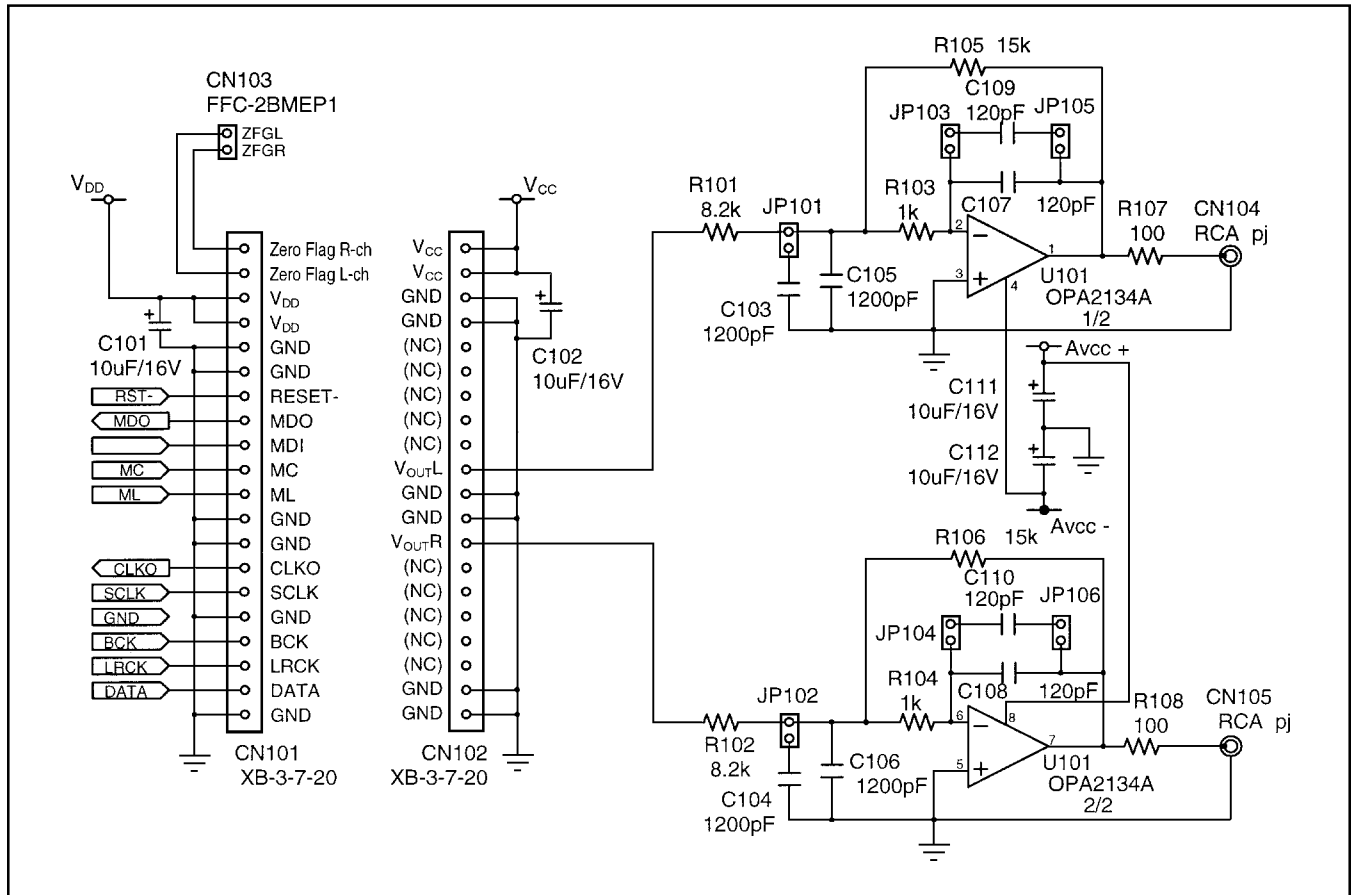 CN103
FFC-2BMEP1
ZFGL
ZFGR
VDD
Zero Flag R-ch
Zero Flag L-ch
VDD
VDD
GND
GND
RESET-
MDO
MDI
MC
ML
GND
GND
CLKO
SCLK
GND
BCK
LRCK
DATA
GND
+
C101
10uF/16V
RST-
MDO
MC
ML
CLKO
SCLK
GND
BCK
LRCK
DATA
CN101
XB-3-7-20
VCC
VCC
VCC
GND
GND
(NC)
(NC)
(NC)
(NC)
(NC)
VOUTL
GND
GND
VOUTR
(NC)
(NC)
(NC)
(NC)
(NC)
GND
GND
+
C102
10uF/16V
CN102
XB-3-7-20
R105 15k
C109
120pF
JP103
JP105
R101
8.2k
JP101
R103
1k
C107
120pF
R107
100
CN104
RCA pj
2
−
3
+
1
4
U101
OPA2134A
1/2
C105
1200pF
C103
1200pF
Avcc +
+
C111
10uF/16V
+
C112
10uF/16V
Avcc -
R106 15k
C110
120pF
JP104
JP106
R102
8.2k
JP102
R104
1k
C108
120pF
R108
100
CN105
RCA pj
6
−
8
5
+
7
U101
OPA2134A
2/2
C106
1200pF
C104
1200pF